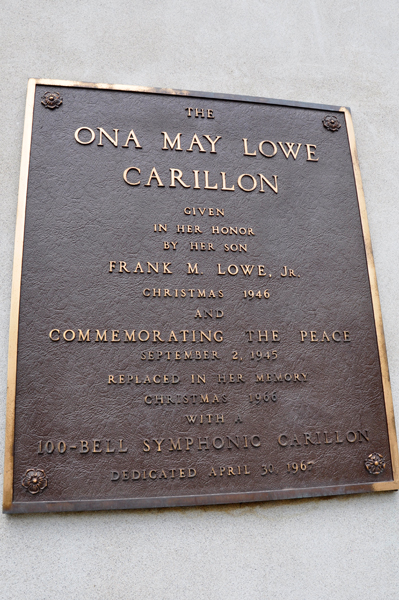 THE
ONA MAY LOWE
CARILLON
GIVEN
IN HER HONOR
BY HER SON
FRANK M. LOWE, JR.
CHRISTMAS 1946
AND
COMMEMORATING THE PEACE
SEPTEMBER 2, 1945
REPLACED IN HER MEMORY
CHRISTMAS 1966
WITH A
100-BELL SYMPHONIC CARILLON
DEDICATED APRIL 30, 1967